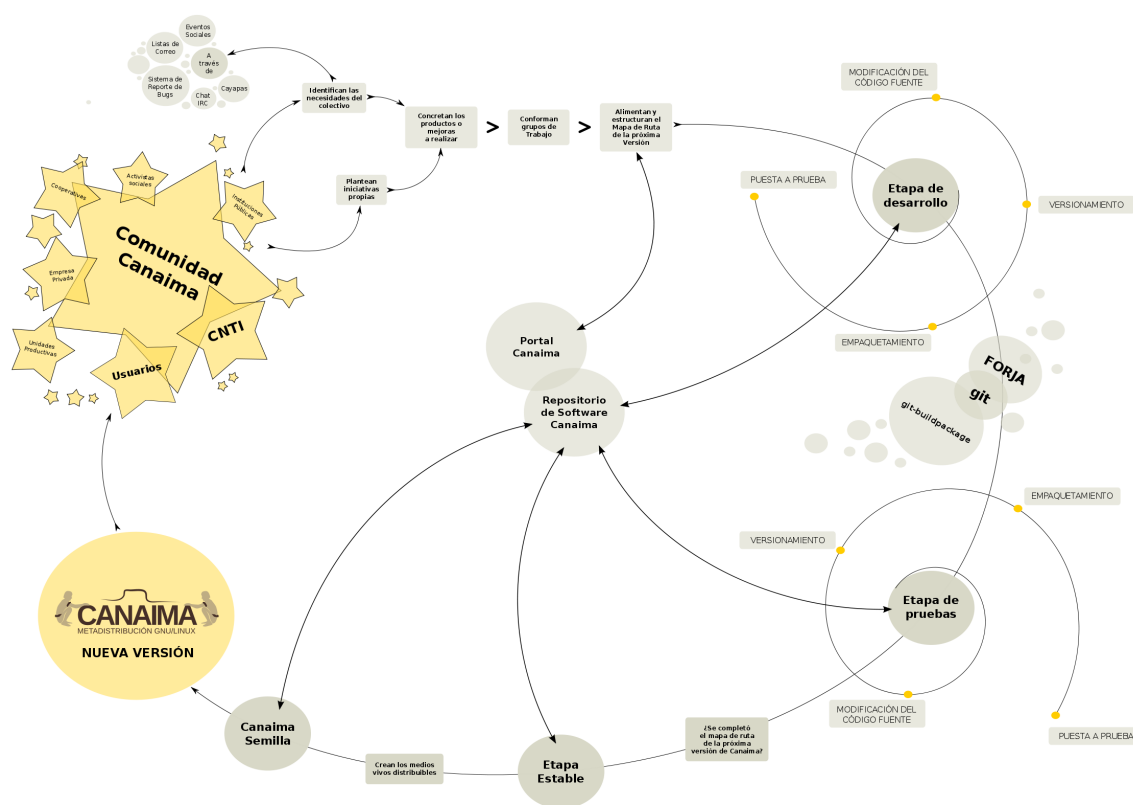 Eventos
Sociales
Listas de
Correo
A
través
de
Sistema de
Reporte de
Bugs
Chat
IRC
Cayapas
Identifican las
necesidades del
colectivo
Concretan los
productos o
mejoras
a realizar
>
Conforman
grupos de
Trabajo
>
Alimentan y
estructuran el
Mapa de Ruta
de la próxima
Versión
Plantean
iniciativas
propias
MODIFICACIÓN DEL
CÓDIGO FUENTE
PUESTA A PRUEBA
Etapa de
desarrollo
VERSIONAMIENTO
EMPAQUETAMIENTO
Cooperativas
Activistas
sociales
Instituciones
Públicas
Comunidad
Canaima
Empresa
Privada
CNTI
Unidades
Productivas
Usuarios
Portal
Canaima
Repositorio
de Software
Canaima
FORJA
git
git-buildpackage
EMPAQUETAMIENTO
VERSIONAMIENTO
Etapa de
pruebas
MODIFICACIÓN DEL
CÓDIGO FUENTE
PUESTA A PRUEBA
CANAIMA
METADISTRIBUCIÓN GNU/LINUX
NUEVA VERSIÓN
Canaima
Semilla
Crean los medios
vivos distribuibles
Etapa
Estable
¿Se completó
el mapa de ruta
de la próxima
versión de Canaima?